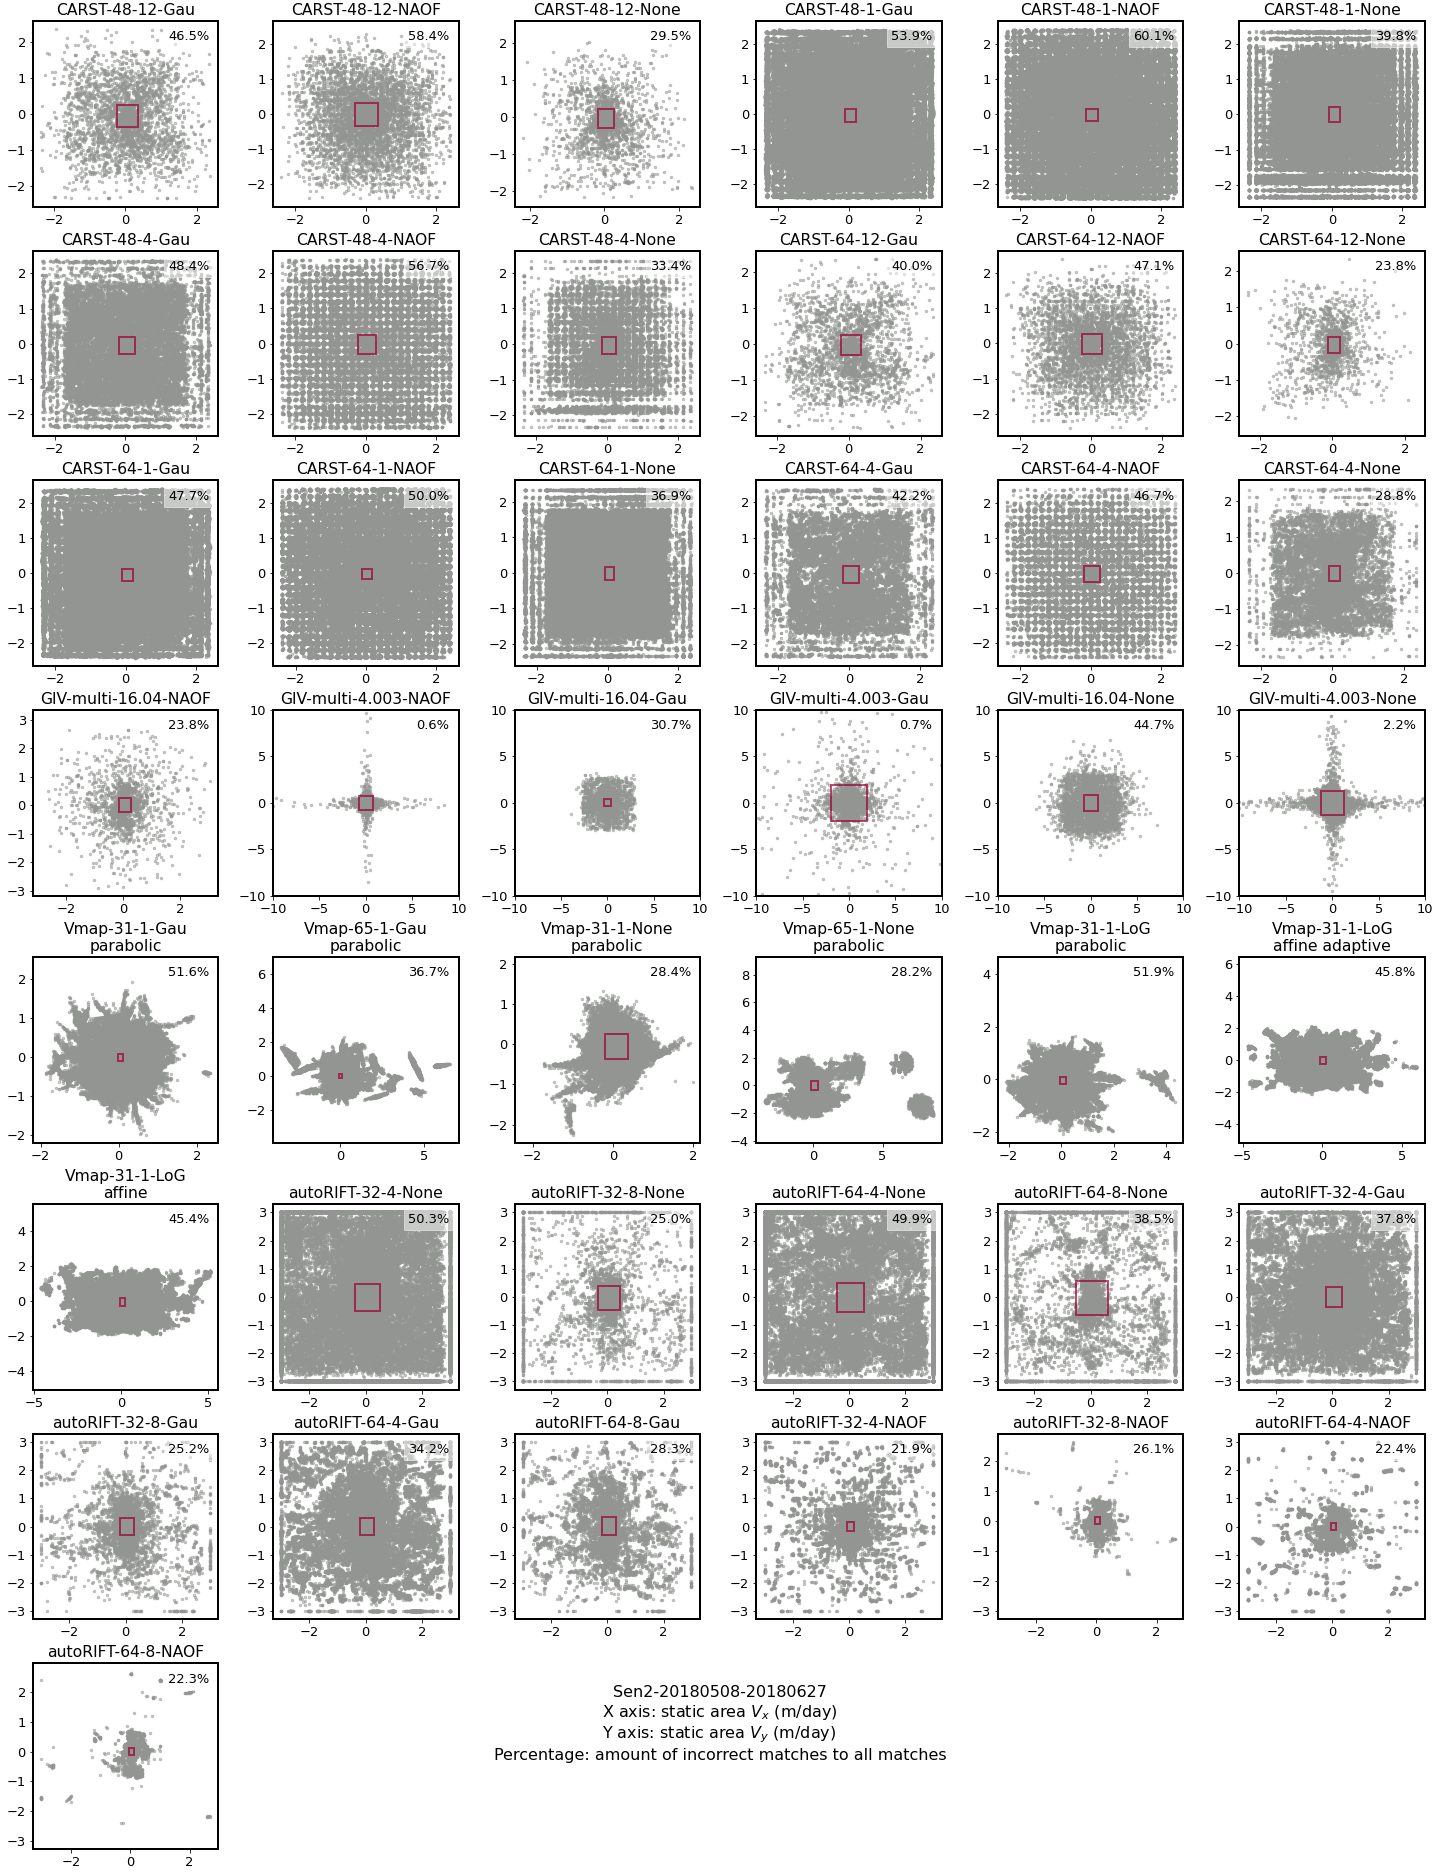 CARST-48-12-Gau
46.5%
CARST-48-12-NAOF
58.4%
CARST-48-12-None
29.5%
CARST-48-1-Gau
53.9%
CARST-48-1-NAOF
60.1%
CARST-48-1-None
39.8%
CARST-48-4-Gau
48.4%
CARST-48-4-NAOF
56.7%
CARST-48-4-None
33.4%
CARST-64-12-Gau
40.0%
CARST-64-12-NAOF
47.1%
CARST-64-12-None
23.8%
CARST-64-1-Gau
47.7%
CARST-64-1-NAOF
50.0%
CARST-64-1-None
36.9%
CARST-64-4-Gau
42.2%
CARST-64-4-NAOF
46.7%
CARST-64-4-None
28.8%
GIV-multi-16.04-NAOF
23.8%
GIV-multi-4.003-NAOF
0.6%
GIV-multi-16.04-Gau
30.7%
GIV-multi-4.003-Gau
0.7%
GIV-multi-16.04-None
44.7%
GIV-multi-4.003-None
2.2%
Vmap-31-1-Gau
parabolic
51.6%
Vmap-65-1-Gau
parabolic
36.7%
Vmap-31-1-None
parabolic
28.4%
Vmap-65-1-None
parabolic
28.2%
Vmap-31-1-LoG
parabolic
51.9%
Vmap-31-1-LoG
affine adaptive
45.8%
Vmap-31-1-LoG
affine
45.4%
autoRIFT-32-4-None
50.3%
autoRIFT-32-8-None
25.0%
autoRIFT-64-4-None
49.9%
autoRIFT-64-8-None
38.5%
autoRIFT-32-4-Gau
37.8%
autoRIFT-32-8-Gau
25.2%
autoRIFT-64-4-Gau
34.2%
autoRIFT-64-8-Gau
28.3%
autoRIFT-32-4-NAOF
21.9%
autoRIFT-32-8-NAOF
26.1%
autoRIFT-64-4-NAOF
22.4%
autoRIFT-64-8-NAOF
22.3%
Sen2-20180508-20180627
X axis: static area Vx (m/day)
Y axis: static area Vy (m/day)
Percentage: amount of incorrect matches to all matches